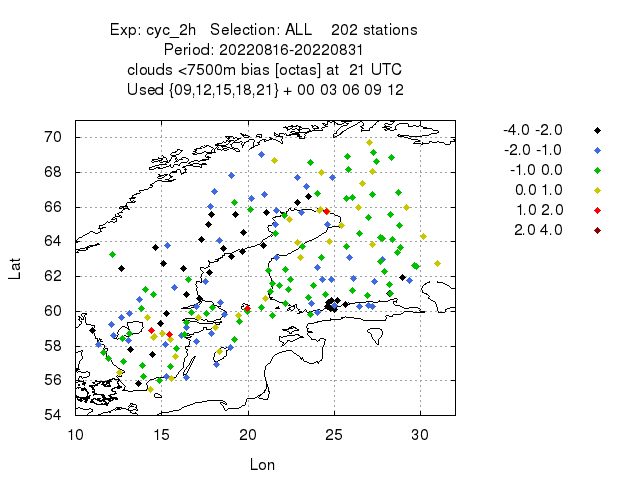 Exp: cyc_2h   Selection: ALL    202 stations
Period: 20220816-20220831
clouds <7500m bias [octas] at  21 UTC
Used {09,12,15,18,21} + 00 03 06 09 12
-4.0 -2.0
-2.0 -1.0
-1.0 0.0
0.0 1.0
1.0 2.0
2.0 4.0
70
68
66
64
62
60
58
56
54
Lat
10 15 20 25 30
Lon